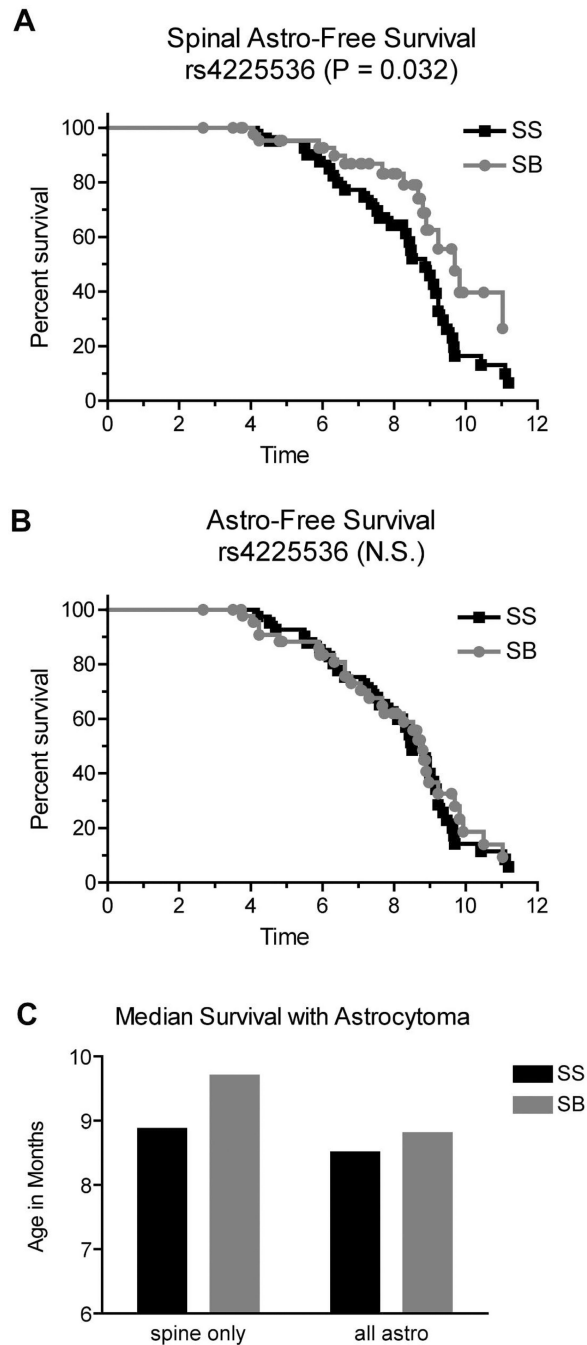 A
Spinal Astro-Free Survival
rs4225536 (P = 0.032)
SS
SB
Percent survival
100
80
60
40
20
0
0 2 4 6 8 10 12
Time
B
Astro-Free Survival
rs4225536 (N.S.)
SS
SB
Percent survival
100
80
60
40
20
0
0 2 4 6 8 10 12
Time
C
Median Survival with Astrocytoma
SS
SB
Age in Months
10
9
8
7
6
spine only all astro